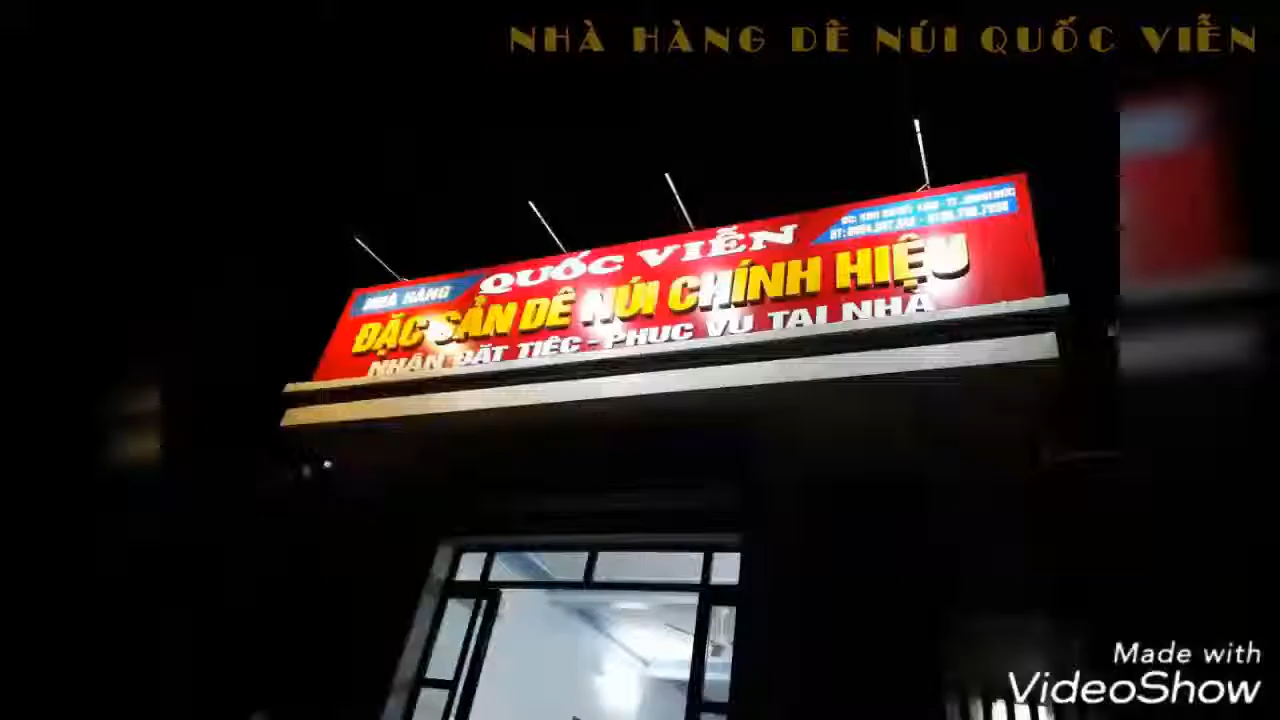 NHÀ HÀNG DÊ NÚI QUỐC VIỄN
NHÀ HÀNG
QUỐC VIỄN
ĐẶC SẢN DÊ NÚI CHÍNH HIỆU
NHẬN ĐẶT TIỆC - PHỤC VỤ TẠI NHÀ
Made with
VideoShow